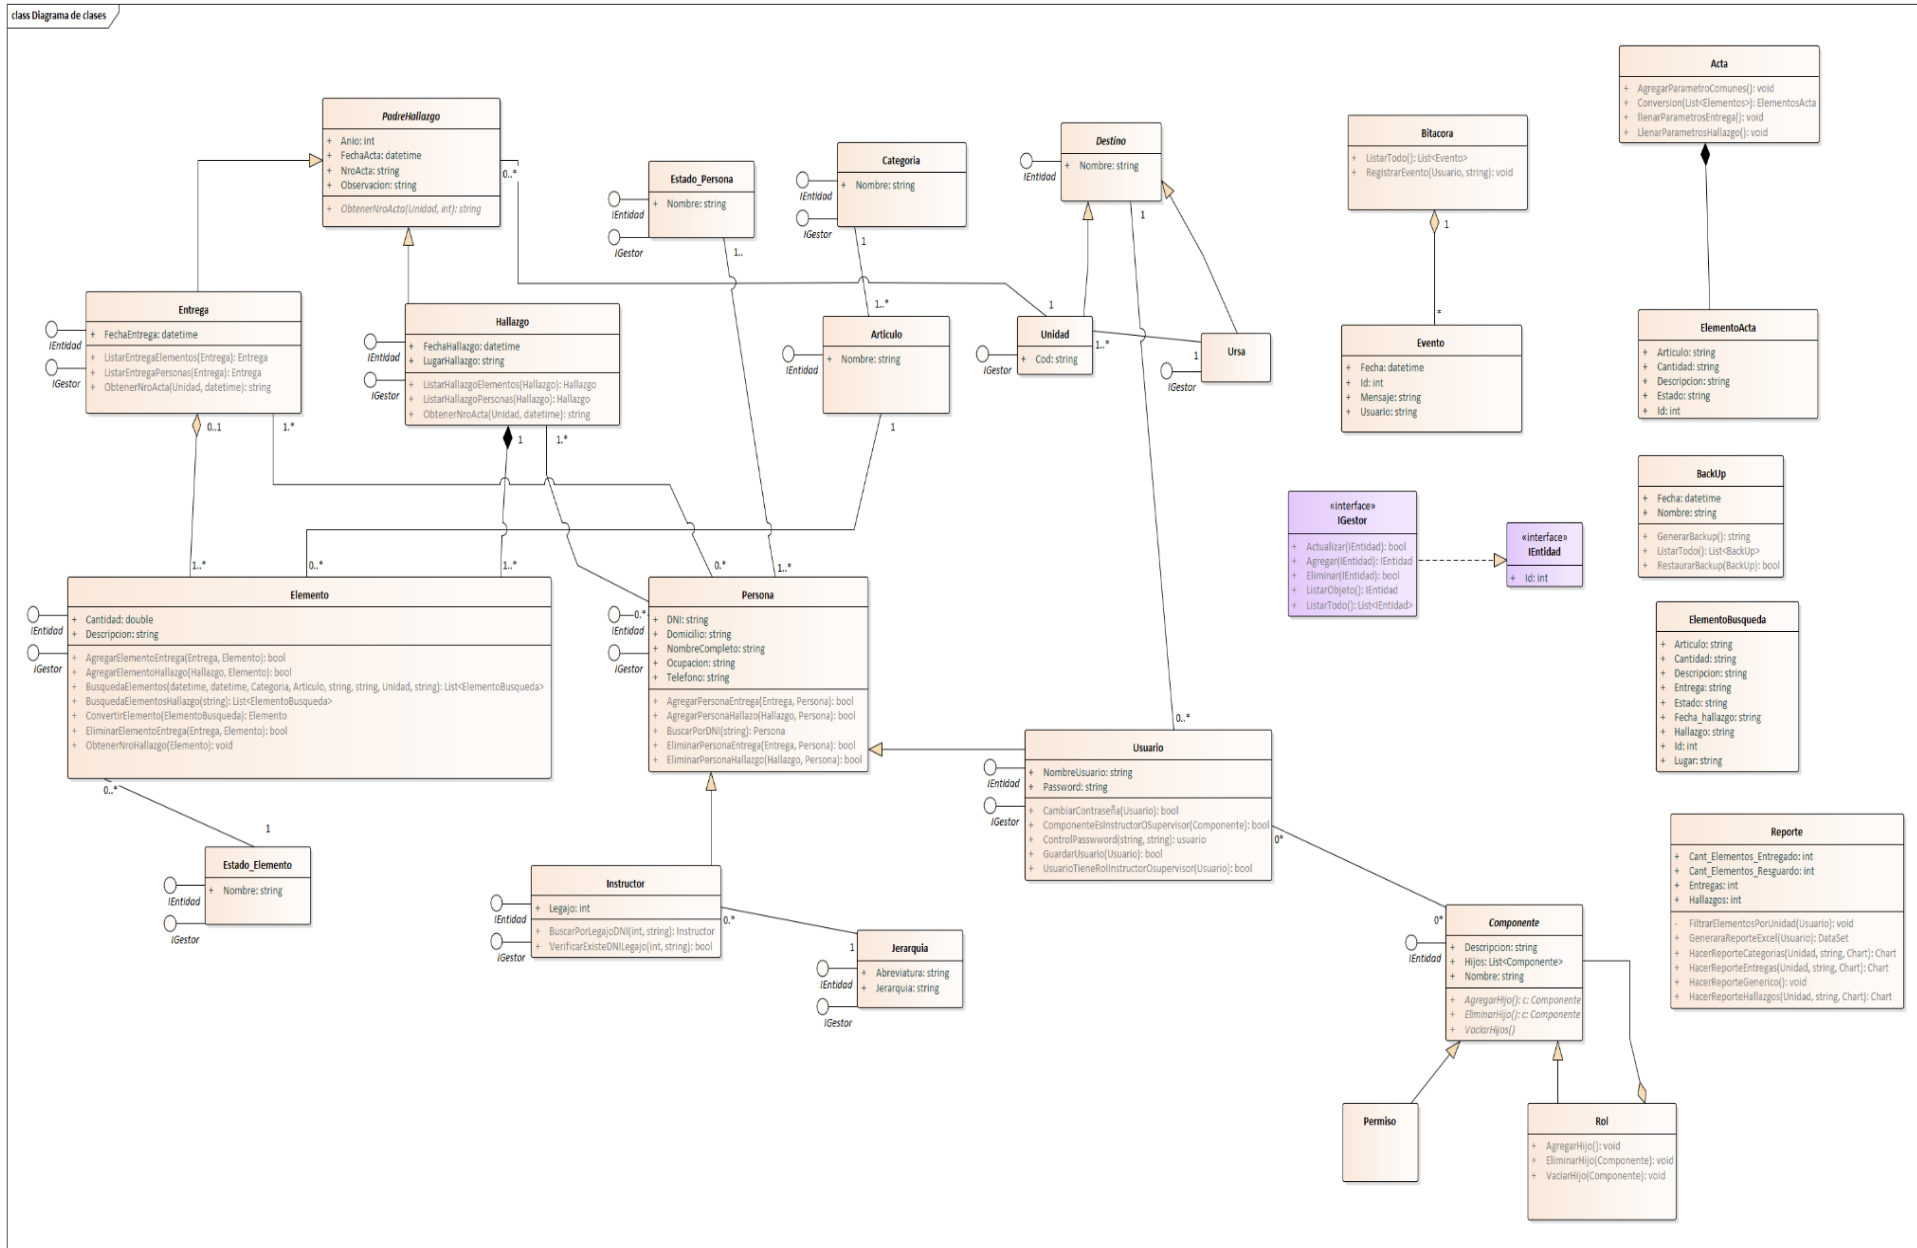 class Diagrama de clases
PadreHallazgo
+ Anio: int
+ FechaActa: datetime
+ NroActa: string
+ Observacion: string
+ ObtenerNroActa(Unidad, int): string
0..*
Estado_Persona
+ Nombre: string
IEntidad
IGestor
1..
Categoria
+ Nombre: string
IEntidad
IGestor
1
1..*
Destino
+ Nombre: string
IEntidad
1
Bitacora
+ ListarTodo(): List<Evento>
+ RegistrarEvento(Usuario, string): void
1
*
Acta
+ AgregarParametroComunes(): void
+ Conversion(List<Elementos>): ElementosActa
+ llenarParametrosEntrega(): void
+ LlenarParametrosHallazgo(): void
Entrega
+ FechaEntrega: datetime
+ ListarEntregaElementos(Entrega): Entrega
+ ListarEntregaPersonas(Entrega): Entrega
+ ObtenerNroActa(Unidad, datetime): string
IEntidad
IGestor
0..1
1.*
Hallazgo
+ FechaHallazgo: datetime
+ LugarHallazgo: string
+ ListarHallazgoElementos(Hallazgo): Hallazgo
+ ListarHallazgoPersonas(Hallazgo): Hallazgo
+ ObtenerNroActa(Unidad, datetime): string
IEntidad
IGestor
1
1.*
Articulo
+ Nombre: string
IEntidad
1
1
Unidad
+ Cod: string
IGestor
1..*
1
Ursa
IGestor
Evento
+ Fecha: datetime
+ Id: int
+ Mensaje: string
+ Usuario: string
ElementoActa
+ Articulo: string
+ Cantidad: string
+ Descripcion: string
+ Estado: string
+ Id: int
BackUp
+ Fecha: datetime
+ Nombre: string
+ GenerarBackup(): string
+ ListarTodo(): List<BackUp>
+ RestaurarBackup(BackUp): bool
«interface»
IGestor
+ Actualizar(IEntidad): bool
+ Agregar(IEntidad): IEntidad
+ Eliminar(IEntidad): bool
+ ListarObjeto(): IEntidad
+ ListarTodo(): List<IEntidad>
«interface»
IEntidad
+ Id: int
1..*
0..*
1..*
Elemento
+ Cantidad: double
+ Descripcion: string
+ AgregarElementoEntrega(Entrega, Elemento): bool
+ AgregarElementoHallazgo(Hallazgo, Elemento): bool
+ BusquedaElementos(datetime, datetime, Categoria, Articulo, string, string, Unidad, string): List<ElementoBusqueda>
+ BusquedaElementosHallazgo(string): List<ElementoBusqueda>
+ ConvertirElemento(ElementoBusqueda): Elemento
+ EliminarElementoEntrega(Entrega, Elemento): bool
+ ObtenerNroHallazgo(Elemento): void
IEntidad
IGestor
0..*
1
0.*
1..*
0.*
Persona
+ DNI: string
+ Domicilio: string
+ NombreCompleto: string
+ Ocupacion: string
+ Telefono: string
+ AgregarPersonaEntrega(Entrega, Persona): bool
+ AgregarPersonaHallazo(Hallazgo, Persona): bool
+ BuscarPorDNI(string): Persona
+ EliminarPersonaEntrega(Entrega, Persona): bool
+ EliminarPersonaHallazgo(Hallazgo, Persona): bool
IEntidad
IGestor
ElementoBusqueda
+ Articulo: string
+ Cantidad: string
+ Descripcion: string
+ Entrega: string
+ Estado: string
+ Fecha_hallazgo: string
+ Hallazgo: string
+ Id: int
+ Lugar: string
0..*
Usuario
+ NombreUsuario: string
+ Password: string
+ CambiarContraseña(Usuario): bool
+ ComponenteEsInstructorOSupervisor(Componente): bool
+ ControlPasswword(string, string): usuario
+ GuardarUsuario(Usuario): bool
+ UsuarioTieneRolInstructorOsupervisor(Usuario): bool
IEntidad
IGestor
0*
0*
Estado_Elemento
+ Nombre: string
IEntidad
IGestor
Instructor
+ Legajo: int
+ BuscarPorLegajoDNI(int, string): Instructor
+ VerificarExisteDNILegajo(int, string): bool
IEntidad
IGestor
0.*
1
Jerarquia
+ Abreviatura: string
+ Jerarquia: string
IEntidad
IGestor
Reporte
+ Cant_Elementos_Entregado: int
+ Cant_Elementos_Resguardo: int
+ Entregas: int
+ Hallazgos: int
- FiltrarElementosPorUnidad(Usuario): void
+ GeneraraReporteExcel(Usuario): DataSet
+ HacerReporteCategorias(Unidad, string, Chart): Chart
+ HacerReporteEntregas(Unidad, string, Chart): Chart
+ HacerReporteGenerico(): void
+ HacerReporteHallazgos(Unidad, string, Chart): Chart
Componente
+ Descripcion: string
+ Hijos: List<Componente>
+ Nombre: string
+ AgregarHijo(): c: Componente
+ EliminarHijo(): c: Componente
+ VaciarHijos()
IEntidad
Permiso
Rol
+ AgregarHijo(): void
+ EliminarHijo(Componente): void
+ VaciarHijo(Componente): void